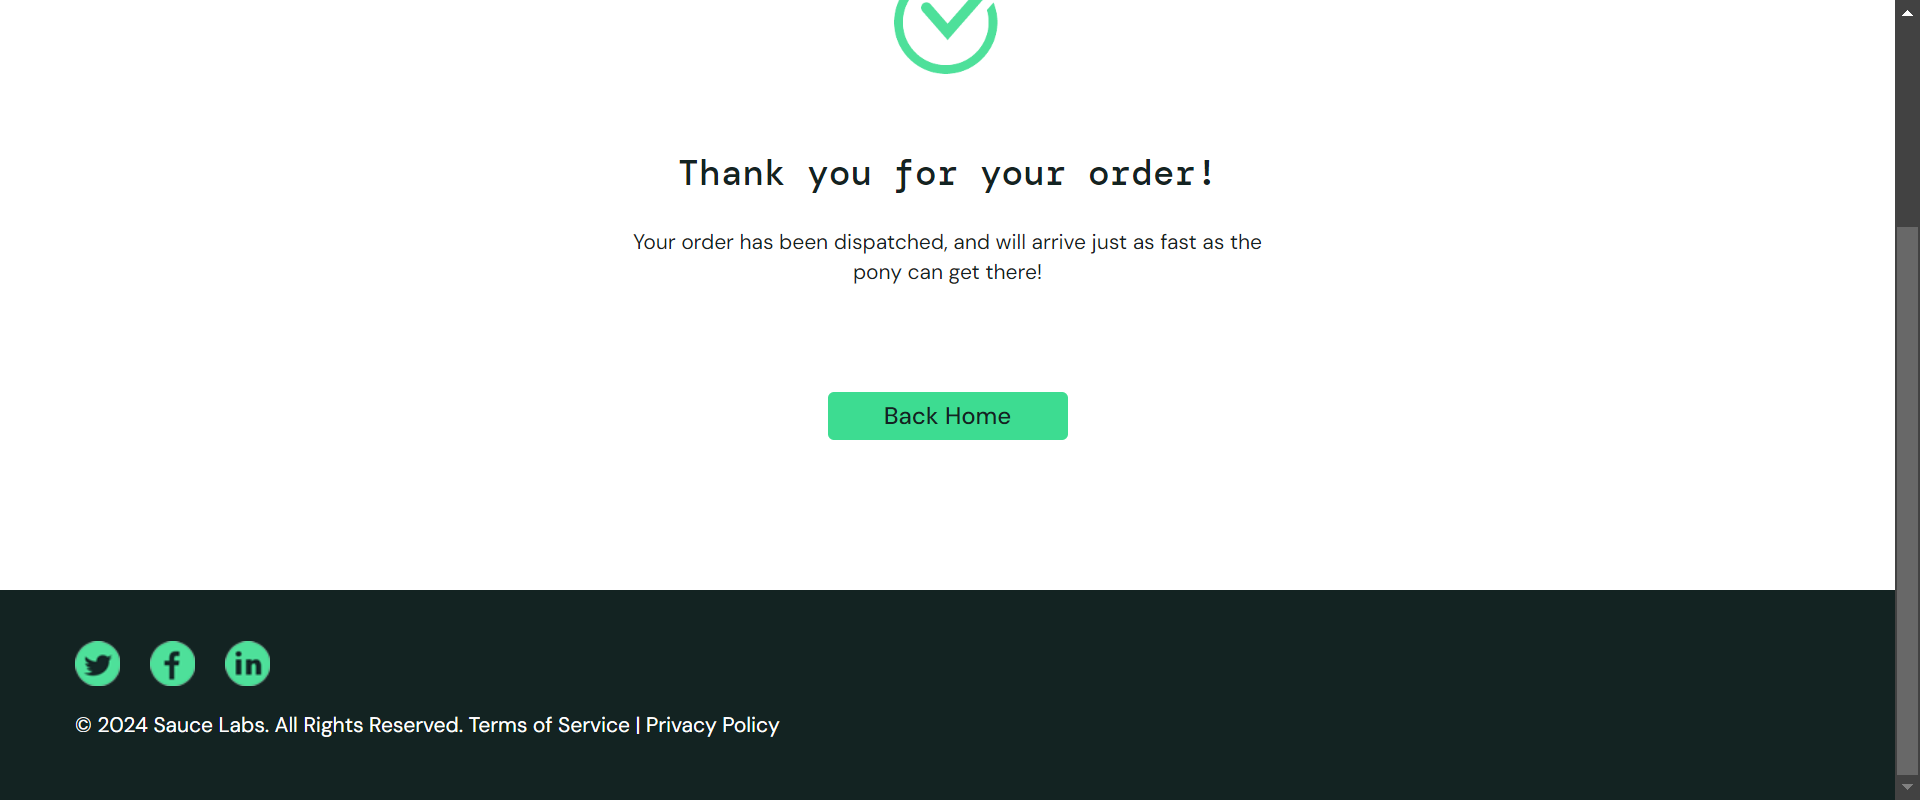 Thank you for your order!
Your order has been dispatched, and will arrive just as fast as the
pony can get there!
Back Home
© 2024 Sauce Labs. All Rights Reserved. Terms of Service | Privacy Policy